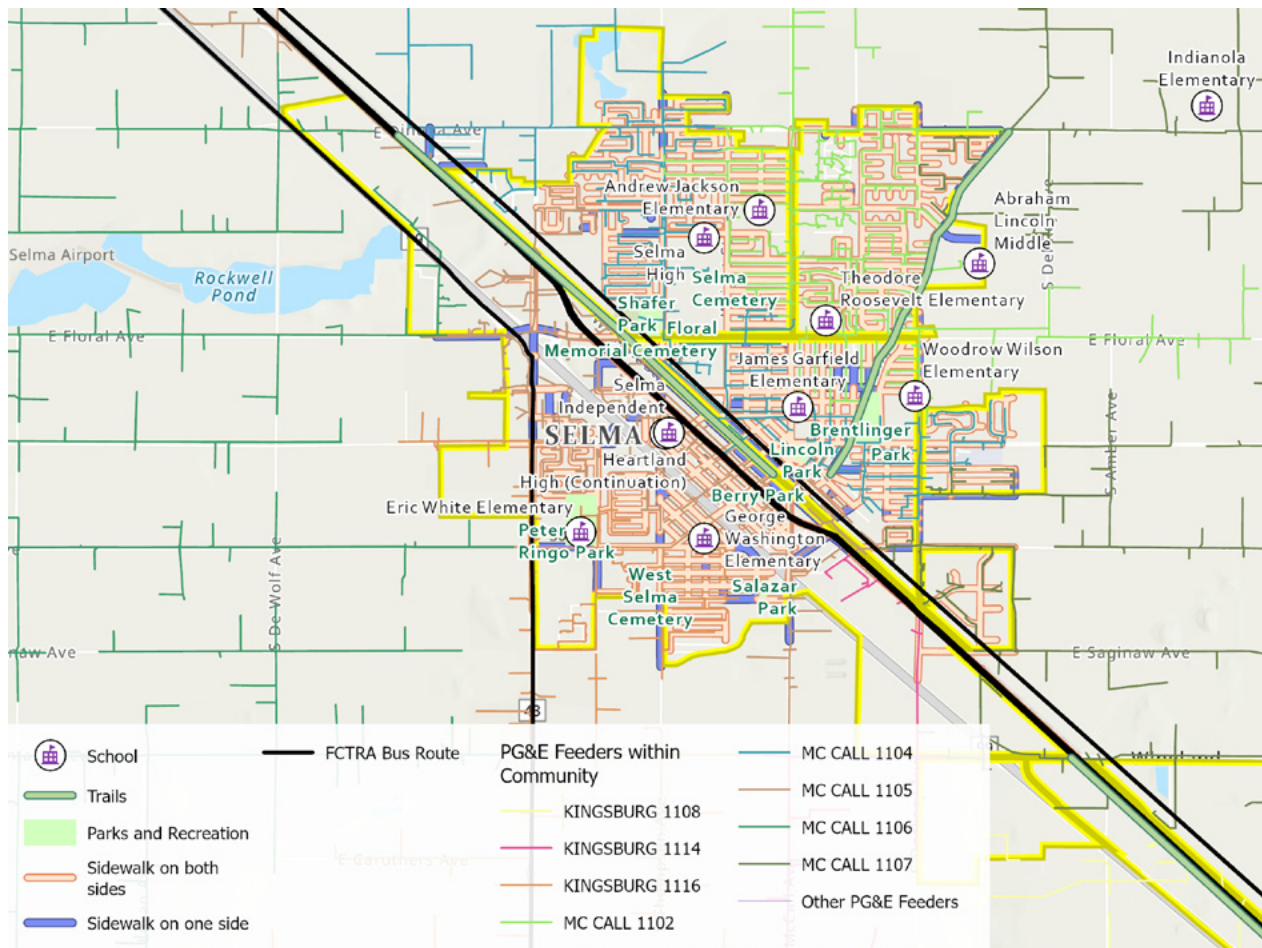 Indianola
Elementary
Andrew Jackson
Elementary
Abraham
Lincoln
Middle
Selma Airport
Rockwell
Pond
Selma
High
Selma
Cemetery
Theodore
Roosevelt Elementary
Shafer
Park
Floral
Memorial Cemetery
E Floral Ave
E Floral Ave
James Garfield
Elementary
Woodrow Wilson
Elementary
Selma
Independent
SELMA
Heartland
High (Continuation)
Brentlinger
Park
Lincoln
Park
Berry Park
Eric White Elementary
George
Washington
Elementary
Peter
Ringo Park
West
Selma
Cemetery
Salazar
Park
S De Wolf Ave
S Amber Ave
E Saginaw Ave
43
School
Trails
Parks and Recreation
Sidewalk on both
sides
Sidewalk on one side
FCTRA Bus Route
PG&E Feeders within
Community
KINGSBURG 1108
KINGSBURG 1114
KINGSBURG 1116
MC CALL 1102
MC CALL 1104
MC CALL 1105
MC CALL 1106
MC CALL 1107
Other PG&E Feeders
E Caruthers Ave